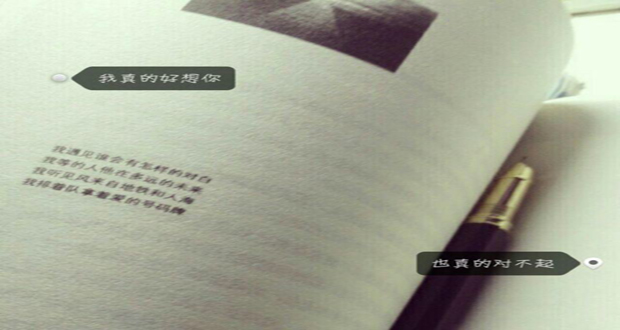 我真的好想你
我遇见谁会有怎样的对白
我等的人他在多远的未来
我听见风来自地铁和人海
我排着队拿着爱的号码牌
也真的对不起